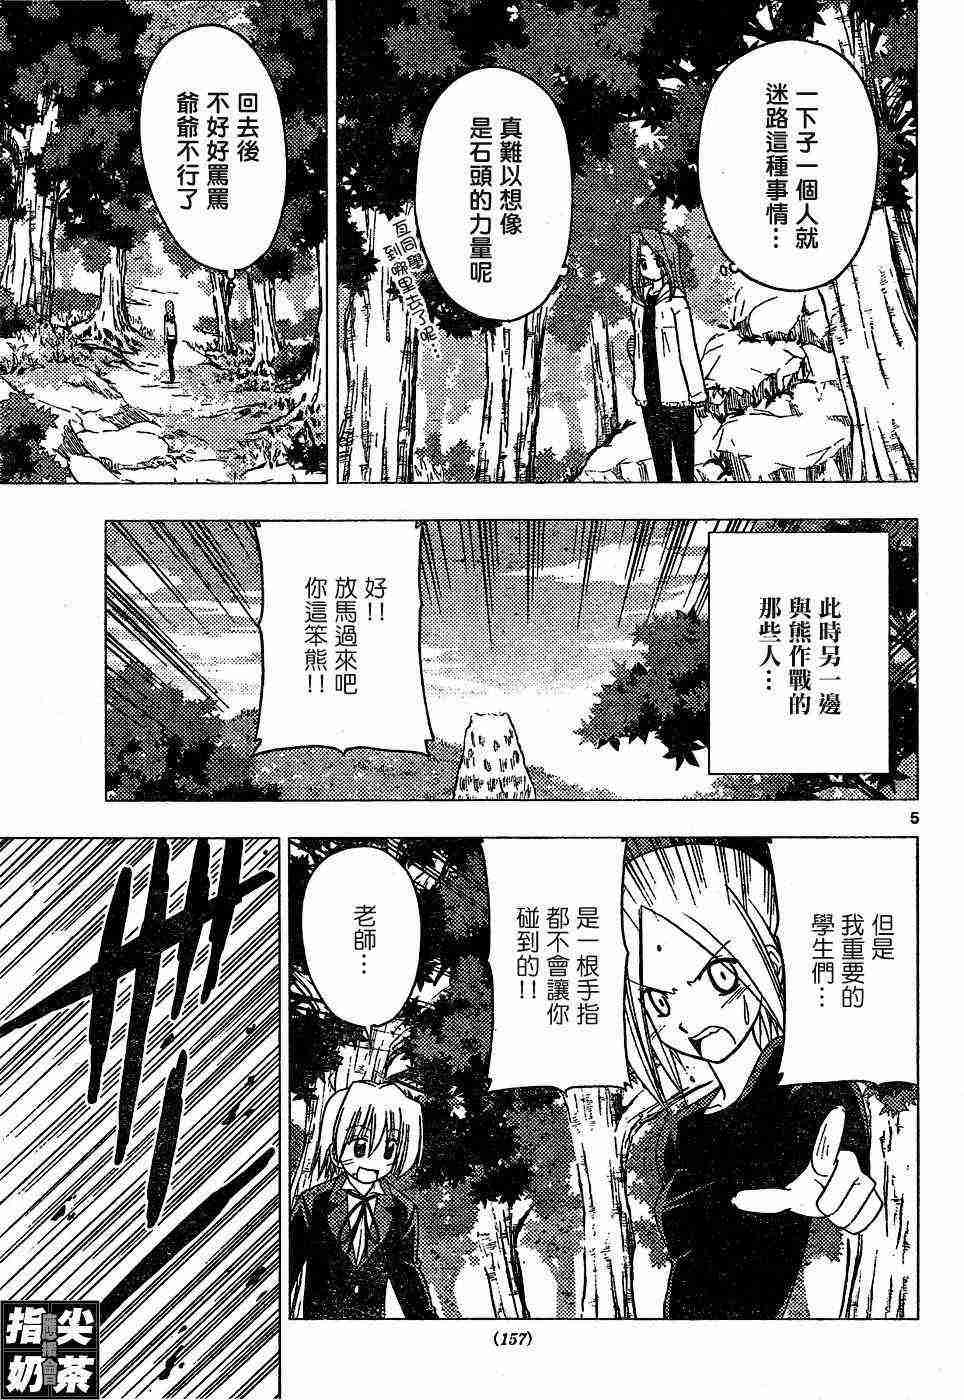 一下子一個人就
迷路這種事情…
真難以想像
是石頭的力量呢
亙同學
到哪里去了呢…
回去後
不好好罵罵
爺爺不行了
此時另一邊
與熊作戰的
那些人…
好!!
放馬過來吧
你這笨熊!!
5
但是
我重要的
學生們…
是一根手指
都不會讓你
碰到的!!
老師…
(157)
指尖
奶茶
應援會